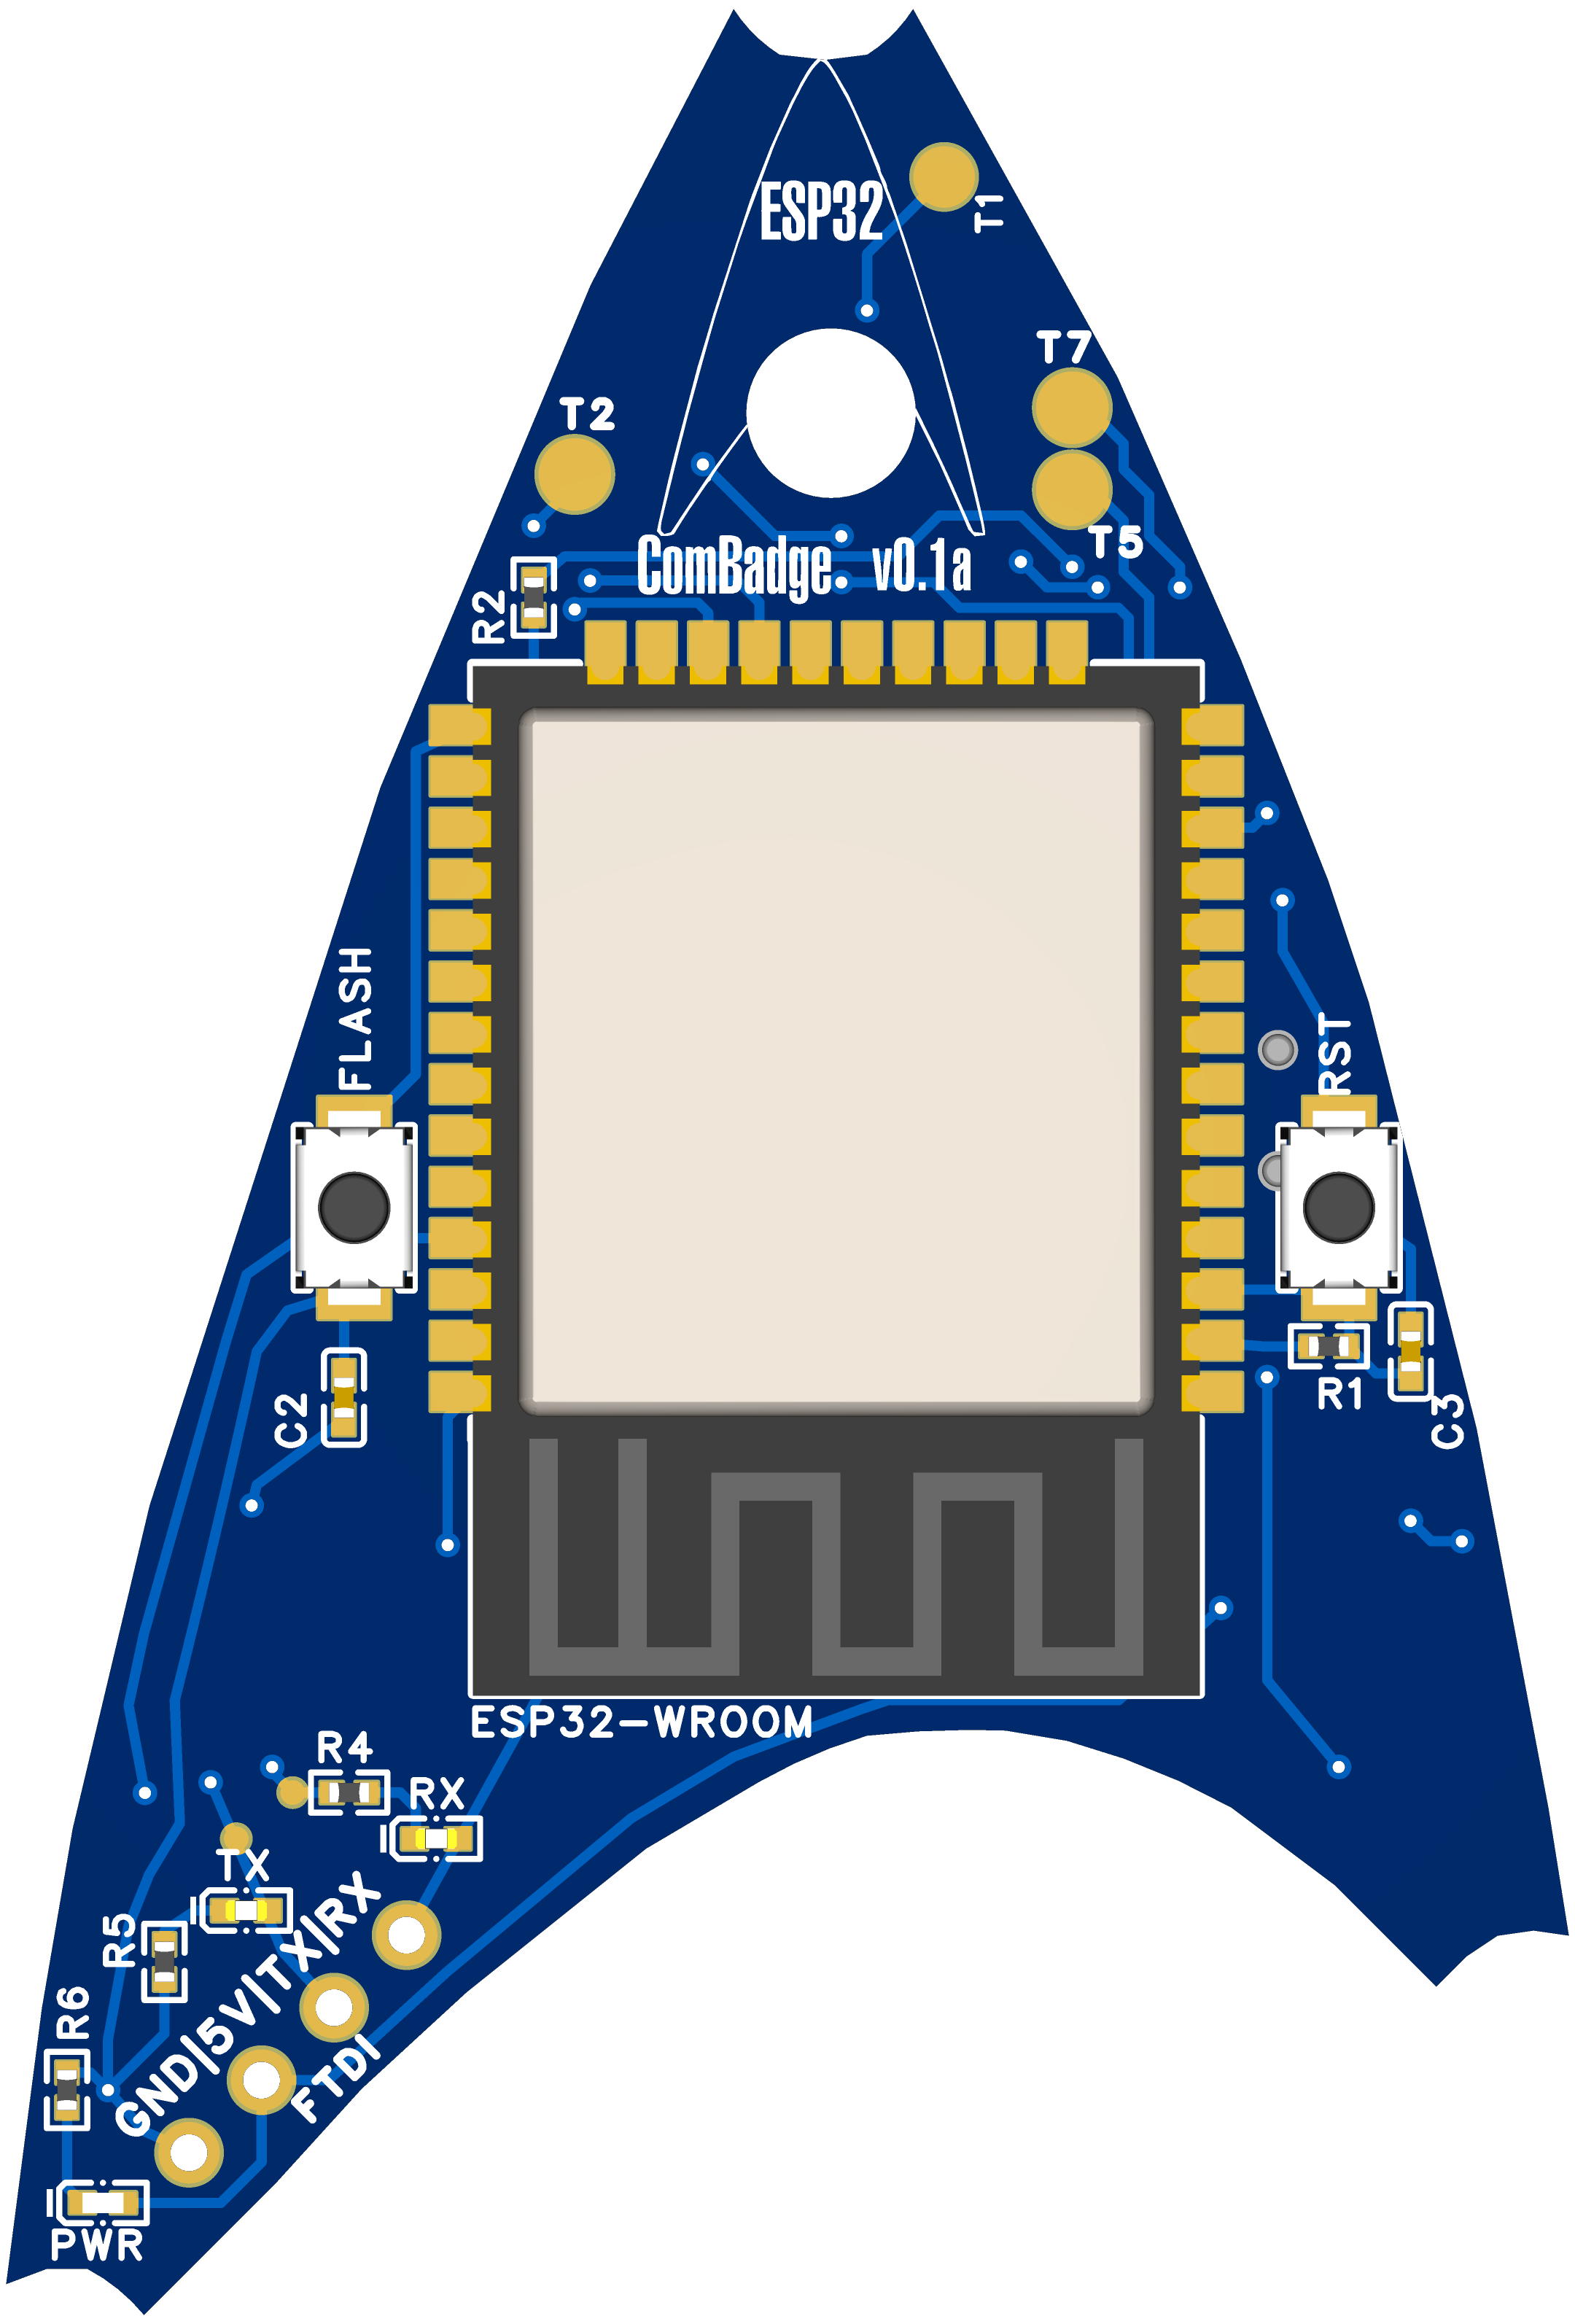 ESP32
T1
T7
T2
T5
ComBadge v0.1a
R2
FLASH
RST
R1
C2
C3
ESP32-WROOM
R4
RX
TX
R5
GND/5V/TX/RX
R6
FTDI
PWR